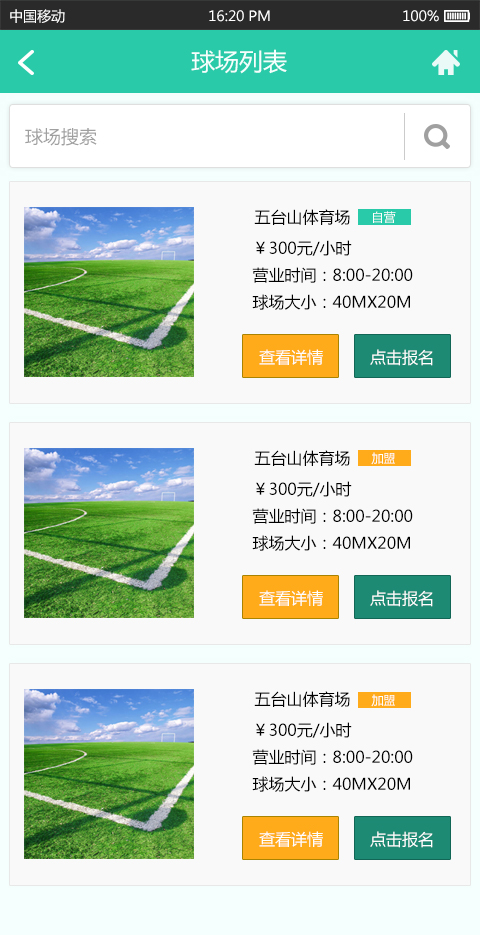 中国移动 16:20 PM 100%
球场列表
球场搜索
五台山体育场 自营
￥300元/小时
营业时间：8:00-20:00
球场大小：40MX20M
查看详情 点击报名
五台山体育场 加盟
￥300元/小时
营业时间：8:00-20:00
球场大小：40MX20M
查看详情 点击报名
五台山体育场 加盟
￥300元/小时
营业时间：8:00-20:00
球场大小：40MX20M
查看详情 点击报名